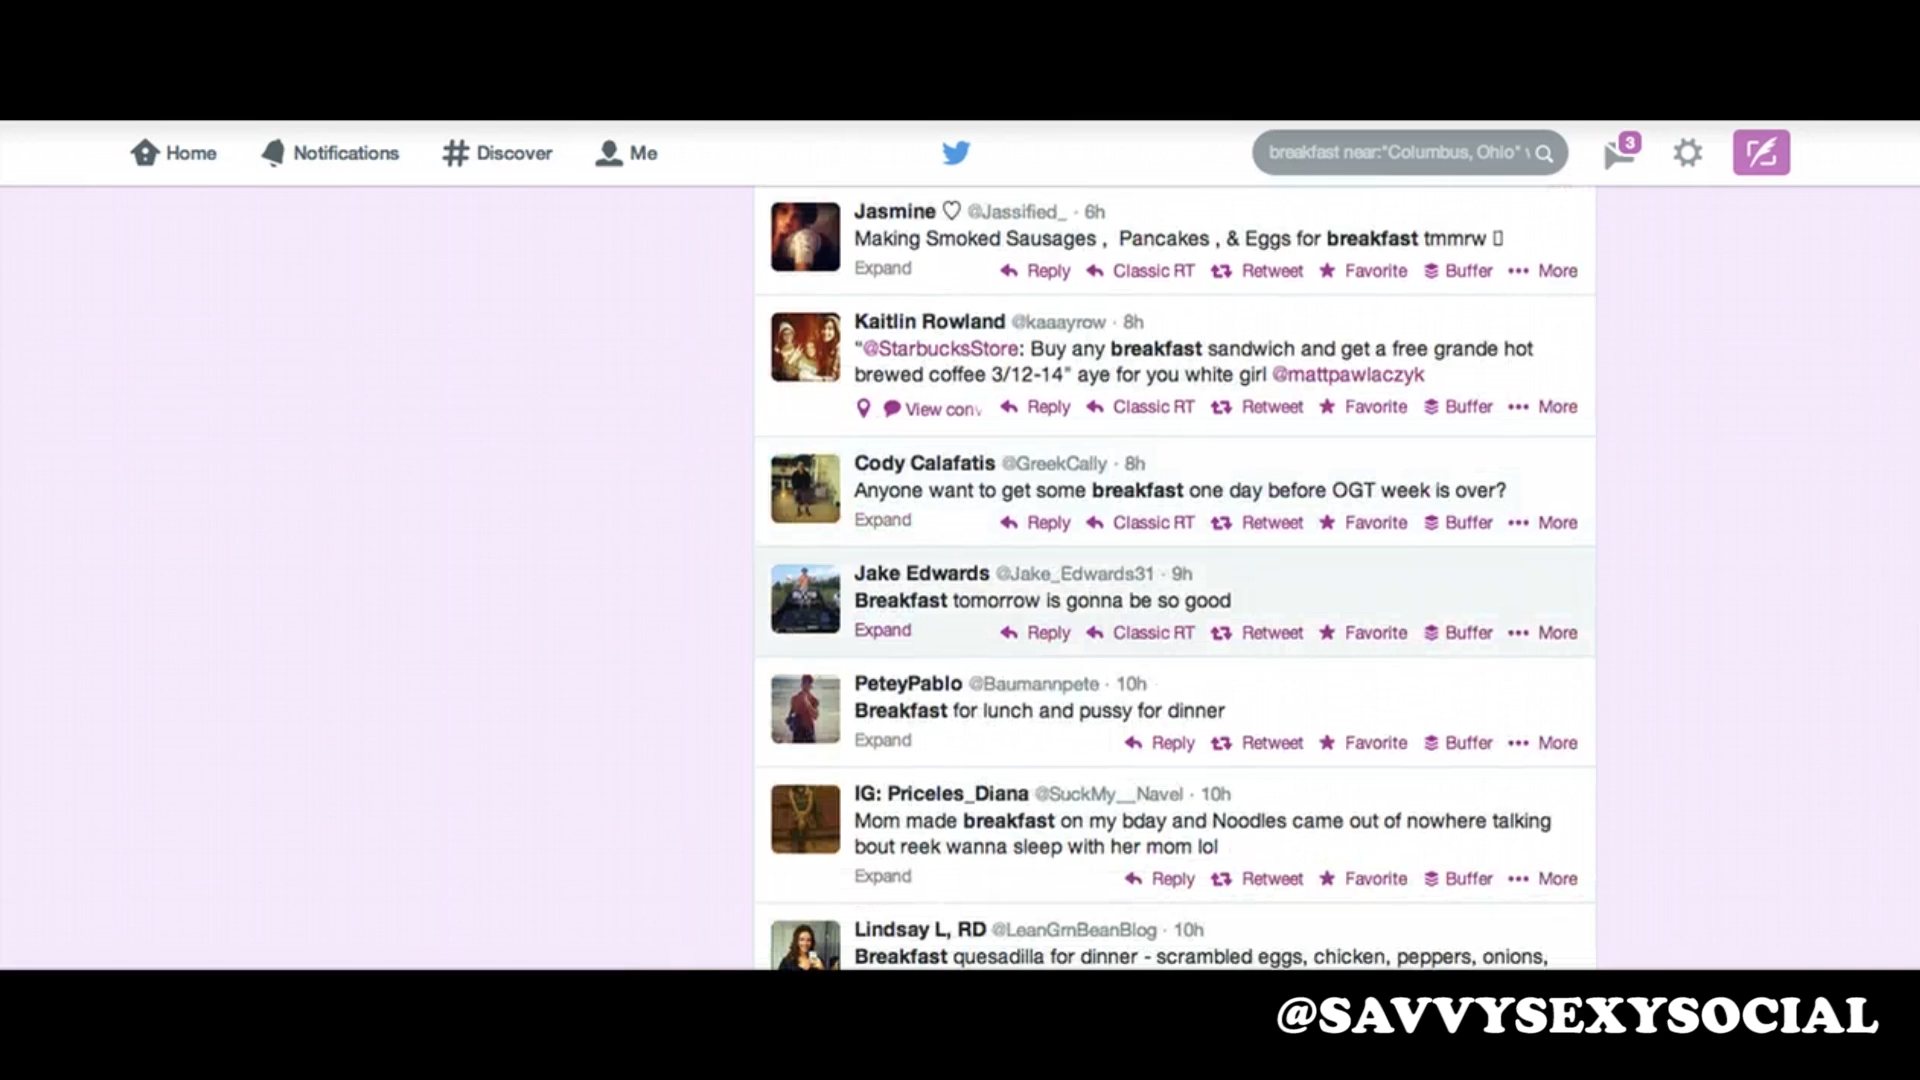 Home Notifications Discover Me breakfast near:"Columbus, Ohio" 3
Jasmine ♡ @Jassified_ · 6h
Making Smoked Sausages , Pancakes , & Eggs for breakfast tmmrw
Expand Reply Classic RT Retweet Favorite Buffer More
Kaitlin Rowland @kaaayrow · 8h
"@StarbucksStore: Buy any breakfast sandwich and get a free grande hot
brewed coffee 3/12-14" aye for you white girl @mattpawlaczyk
View conv Reply Classic RT Retweet Favorite Buffer More
Cody Calafatis @GreekCally · 8h
Anyone want to get some breakfast one day before OGT week is over?
Expand Reply Classic RT Retweet Favorite Buffer More
Jake Edwards @Jake_Edwards31 · 9h
Breakfast tomorrow is gonna be so good
Expand Reply Classic RT Retweet Favorite Buffer More
PeteyPablo @Baumannpete · 10h
Breakfast for lunch and pussy for dinner
Expand Reply Retweet Favorite Buffer More
IG: Priceles_Diana @SuckMy__Navel · 10h
Mom made breakfast on my bday and Noodles came out of nowhere talking
bout reek wanna sleep with her mom lol
Expand Reply Retweet Favorite Buffer More
Lindsay L, RD @LeanGrnBeanBlog · 10h
Breakfast quesadilla for dinner - scrambled eggs, chicken, peppers, onions,
@SAVVYSEXYSOCIAL